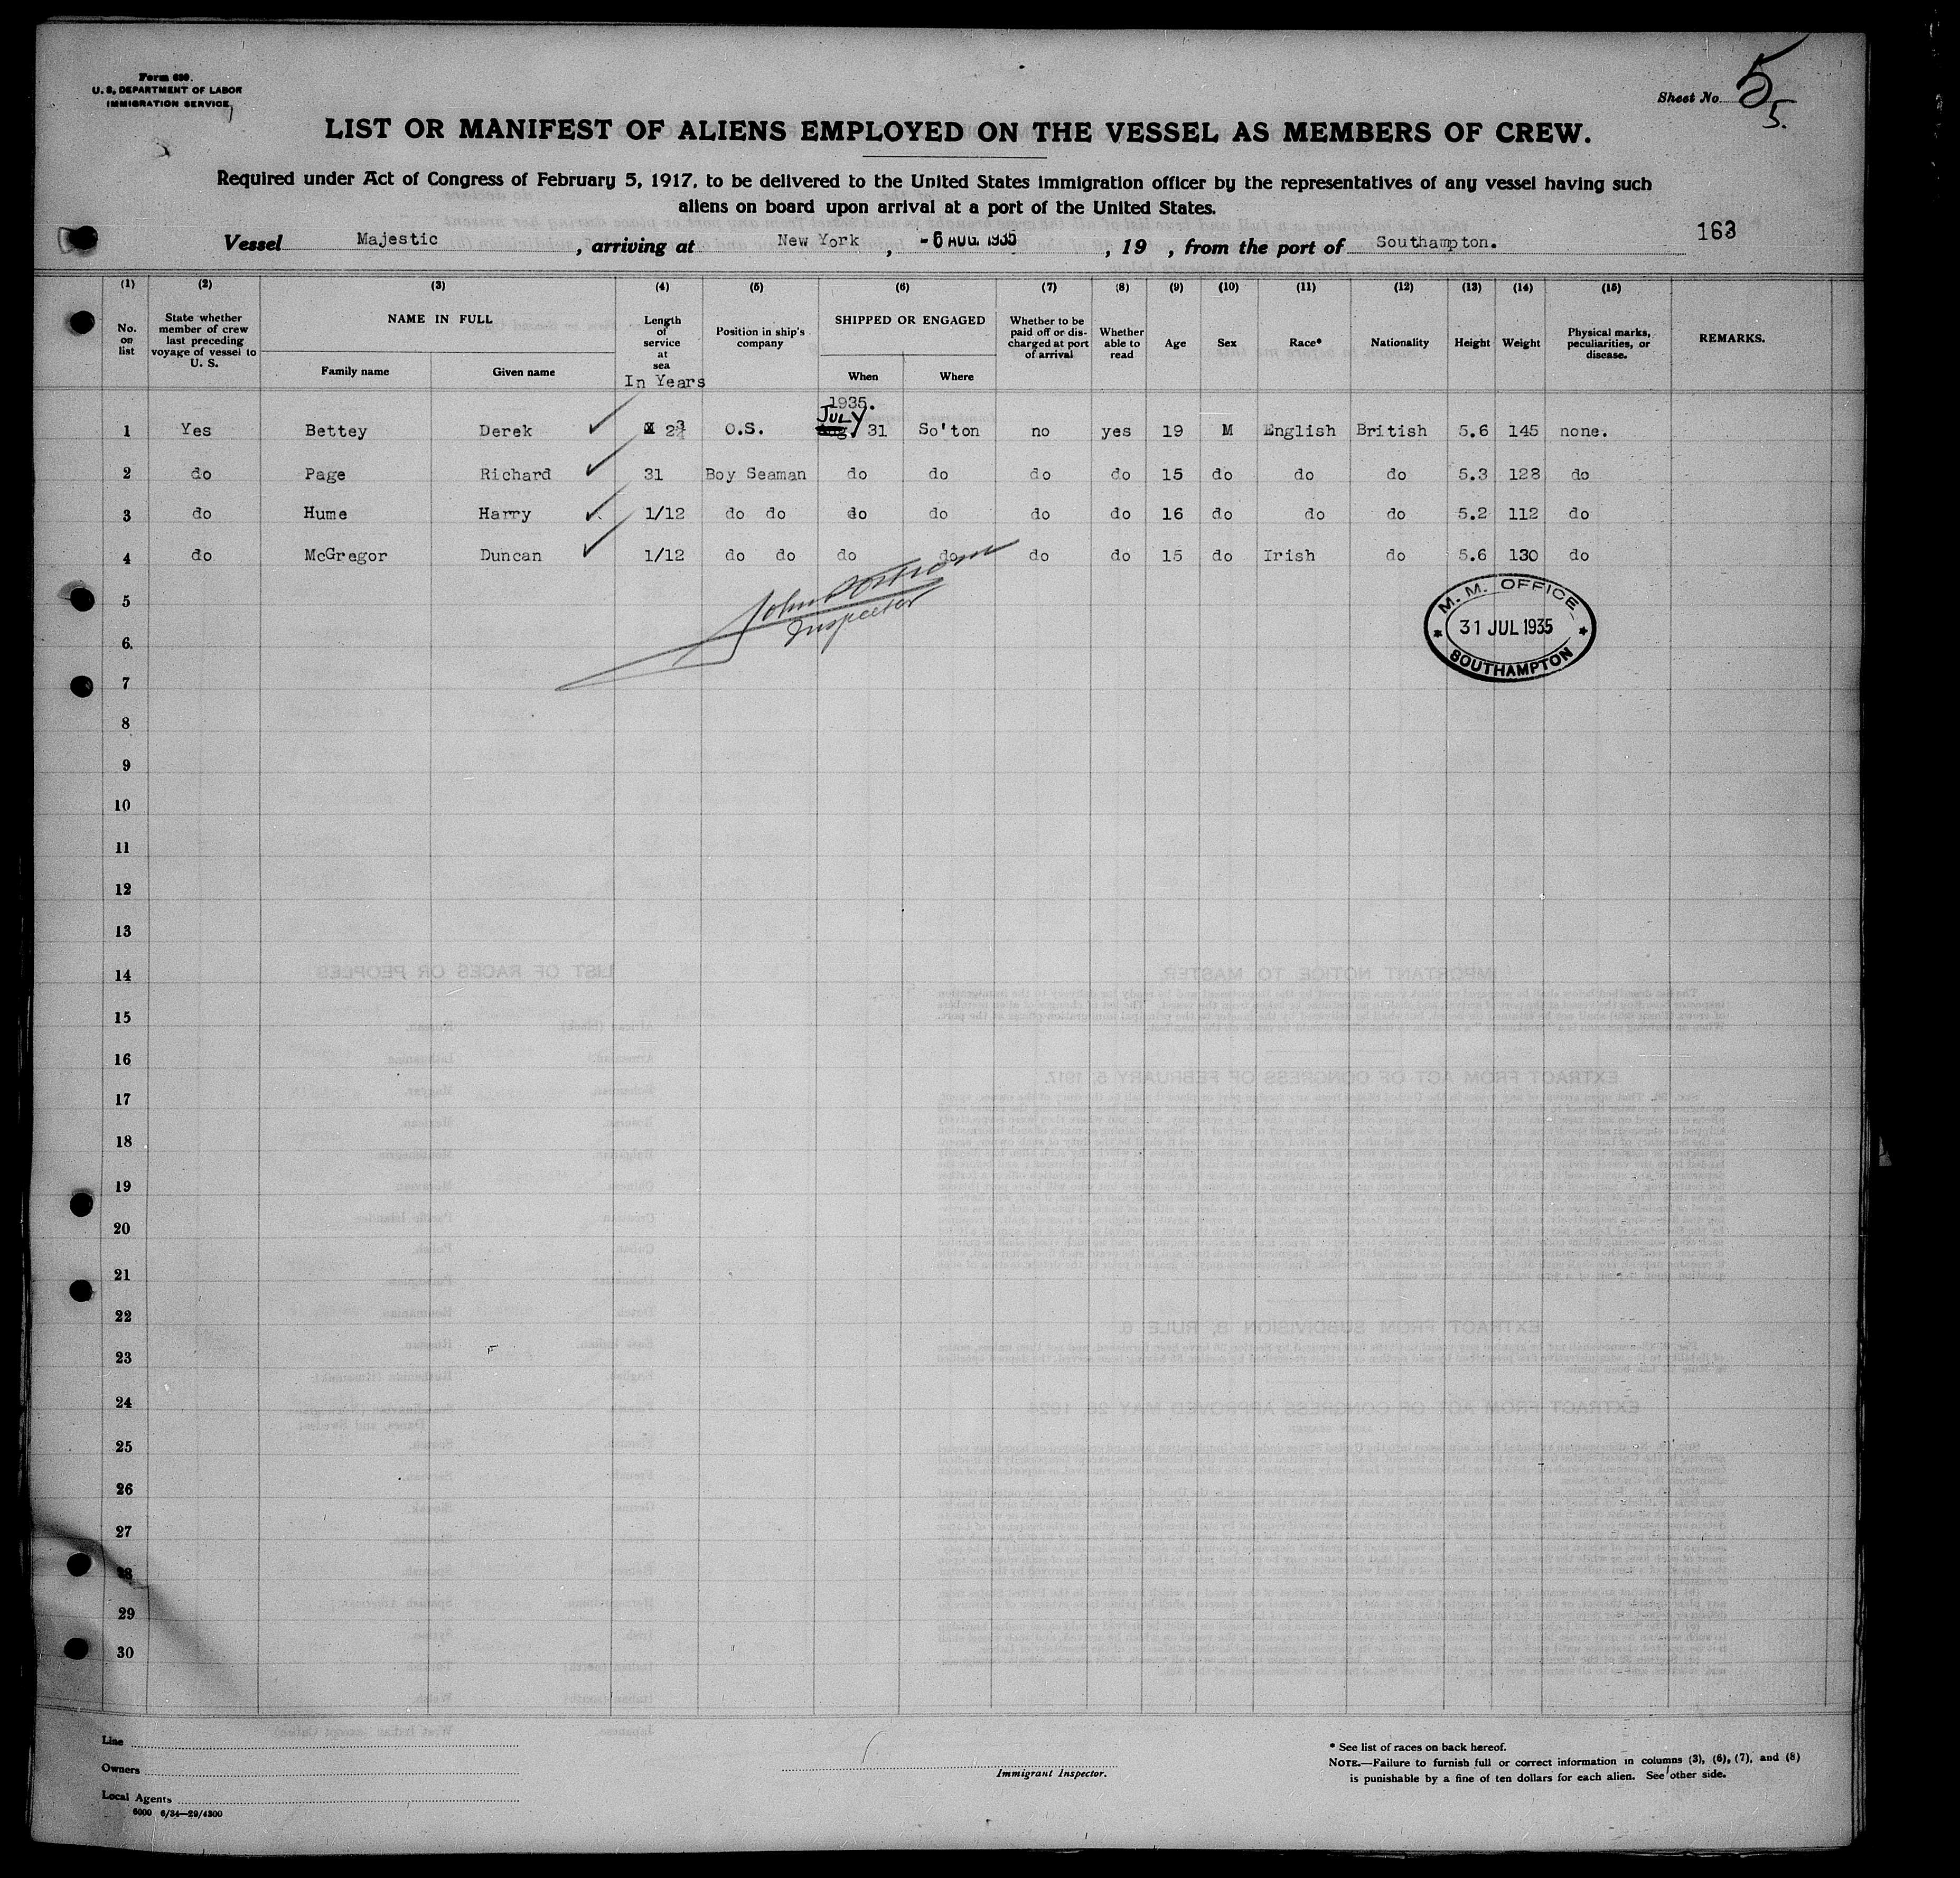 Form 680.
U. S. DEPARTMENT OF LABOR
IMMIGRATION SERVICE
Sheet No. 5
5.
LIST OR MANIFEST OF ALIENS EMPLOYED ON THE VESSEL AS MEMBERS OF CREW.
Required under Act of Congress of February 5, 1917, to be delivered to the United States immigration officer by the representatives of any vessel having such
aliens on board upon arrival at a port of the United States.
163
Vessel Majestic , arriving at New York , - 6 AUG. 1935 , 19 , from the port of Southampton.
(1) (2) (3) (4) (5) (6) (7) (8) (9) (10) (11) (12) (13) (14) (15)
No. on list
State whether member of crew last preceding voyage of vessel to U. S.
NAME IN FULL
Family name Given name
Length of service at sea
In Years
Position in ship's company
SHIPPED OR ENGAGED
When Where
Whether to be paid off or discharged at port of arrival
Whether able to read
Age
Sex
Race*
Nationality
Height
Weight
Physical marks, peculiarities, or disease.
REMARKS.
1935.
JULY
1 Yes Bettey Derek 2¾ O.S. Aug. 31 So'ton no yes 19 M English British 5.6 145 none.
2 do Page Richard 31 Boy Seaman do do do do 15 do do do 5.3 128 do
3 do Hume Harry 1/12 do do do do do do 16 do do do 5.2 112 do
4 do McGregor Duncan 1/12 do do do do do do 15 do Irish do 5.6 130 do
John
Inspector
M. M. OFFICE
31 JUL 1935
SOUTHAMPTON
5
6.
7
8
9
10
11
12
13
14
15
16
17
18
19
20
21
22
23
24
25
26
27
28
29
30
Line
Owners
Local Agents
6000 6/34—29/4300
Immigrant Inspector.
* See list of races on back hereof.
NOTE.—Failure to furnish full or correct information in columns (3), (6), (7), and (8)
is punishable by a fine of ten dollars for each alien. See other side.